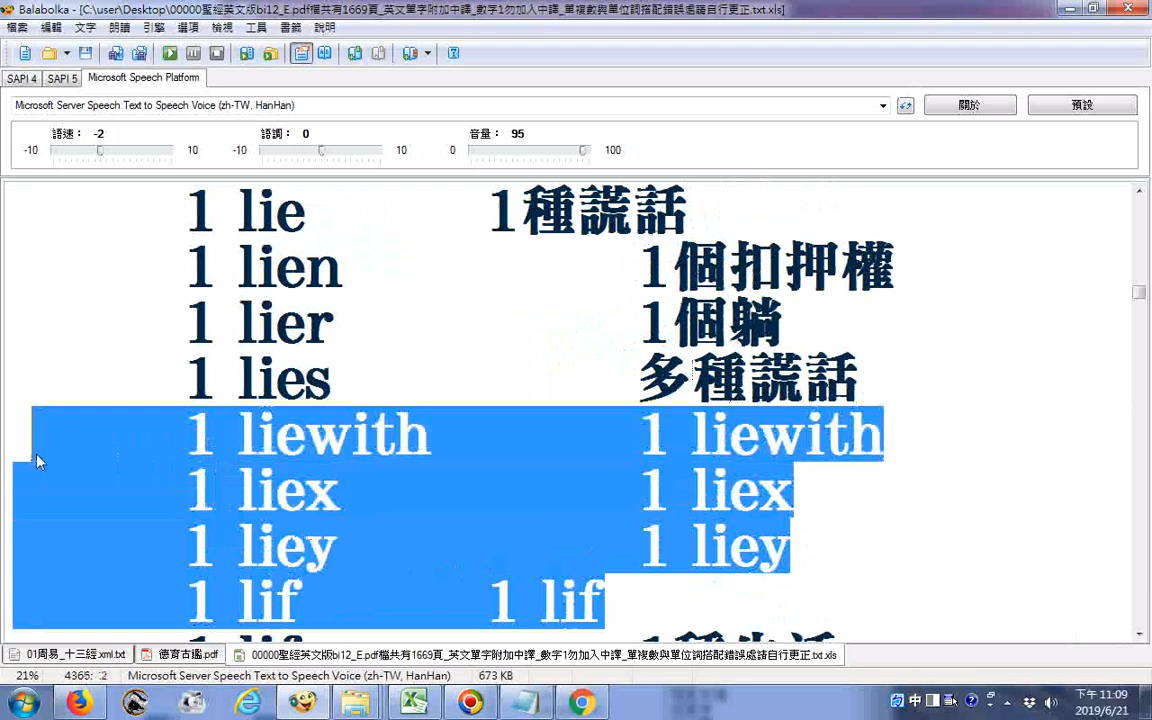 Balabolka - [C:\user\Desktop\00000聖經英文版bi12_E.pdf檔共有1669頁_英文單字附加中譯_數字1勿加入中譯_單複數與單位詞搭配錯誤處請自行更正.txt.xls]
檔案 編輯 文字 朗讀 引擎 選項 檢視 工具 書籤 說明
SAPI 4 SAPI 5 Microsoft Speech Platform
Microsoft Server Speech Text to Speech Voice (zh-TW, HanHan) 關於 預設
語速： -2 語調： 0 音量： 95
-10 10 -10 10 0 100
1 lie 1種謊話
1 lien 1個扣押權
1 lier 1個躺
1 lies 多種謊話
1 liewith 1 liewith
1 liex 1 liex
1 liey 1 liey
1 lif 1 lif
01周易_十三經.xml.txt 德育古鑑.pdf 00000聖經英文版bi12_E.pdf檔共有1669頁_英文單字附加中譯_數字1勿加入中譯_單複數與單位詞搭配錯誤處請自行更正.txt.xls
21% 4365: Microsoft Server Speech Text to Speech Voice (zh-TW, HanHan) 673 KB
中 下午 11:09
2019/6/21